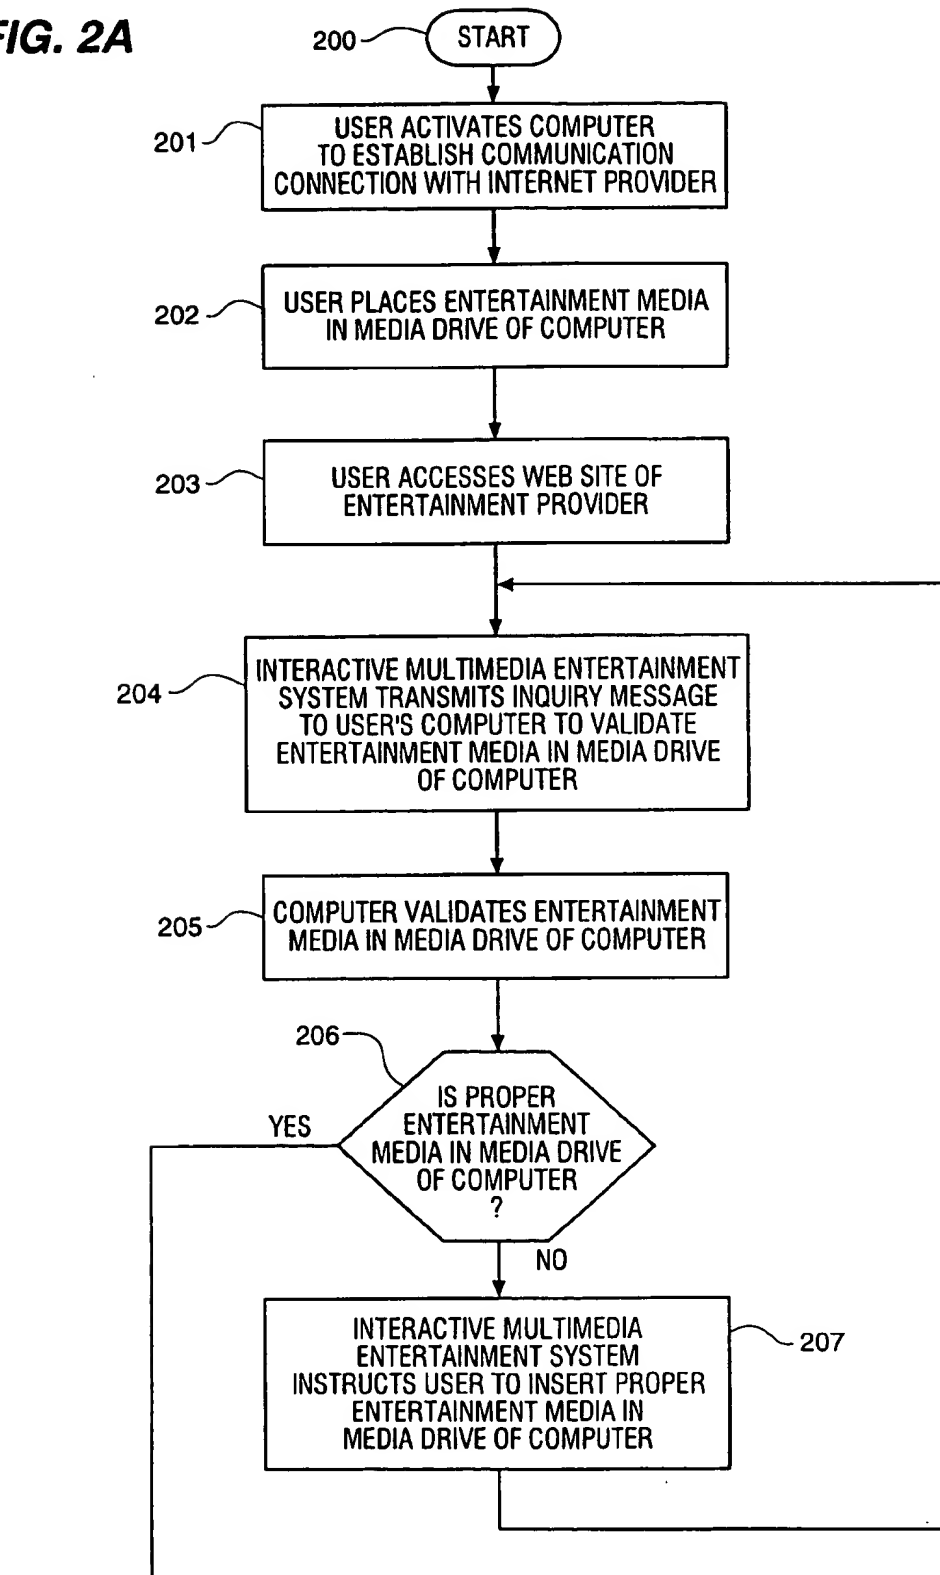 FIG. 2A
200
START
201
USER ACTIVATES COMPUTER
TO ESTABLISH COMMUNICATION
CONNECTION WITH INTERNET PROVIDER
202
USER PLACES ENTERTAINMENT MEDIA
IN MEDIA DRIVE OF COMPUTER
203
USER ACCESSES WEB SITE OF
ENTERTAINMENT PROVIDER
204
INTERACTIVE MULTIMEDIA ENTERTAINMENT
SYSTEM TRANSMITS INQUIRY MESSAGE
TO USER'S COMPUTER TO VALIDATE
ENTERTAINMENT MEDIA IN MEDIA DRIVE
OF COMPUTER
205
COMPUTER VALIDATES ENTERTAINMENT
MEDIA IN MEDIA DRIVE OF COMPUTER
206
IS PROPER
ENTERTAINMENT
MEDIA IN MEDIA DRIVE
OF COMPUTER
?
YES
NO
207
INTERACTIVE MULTIMEDIA
ENTERTAINMENT SYSTEM
INSTRUCTS USER TO INSERT PROPER
ENTERTAINMENT MEDIA IN
MEDIA DRIVE OF COMPUTER